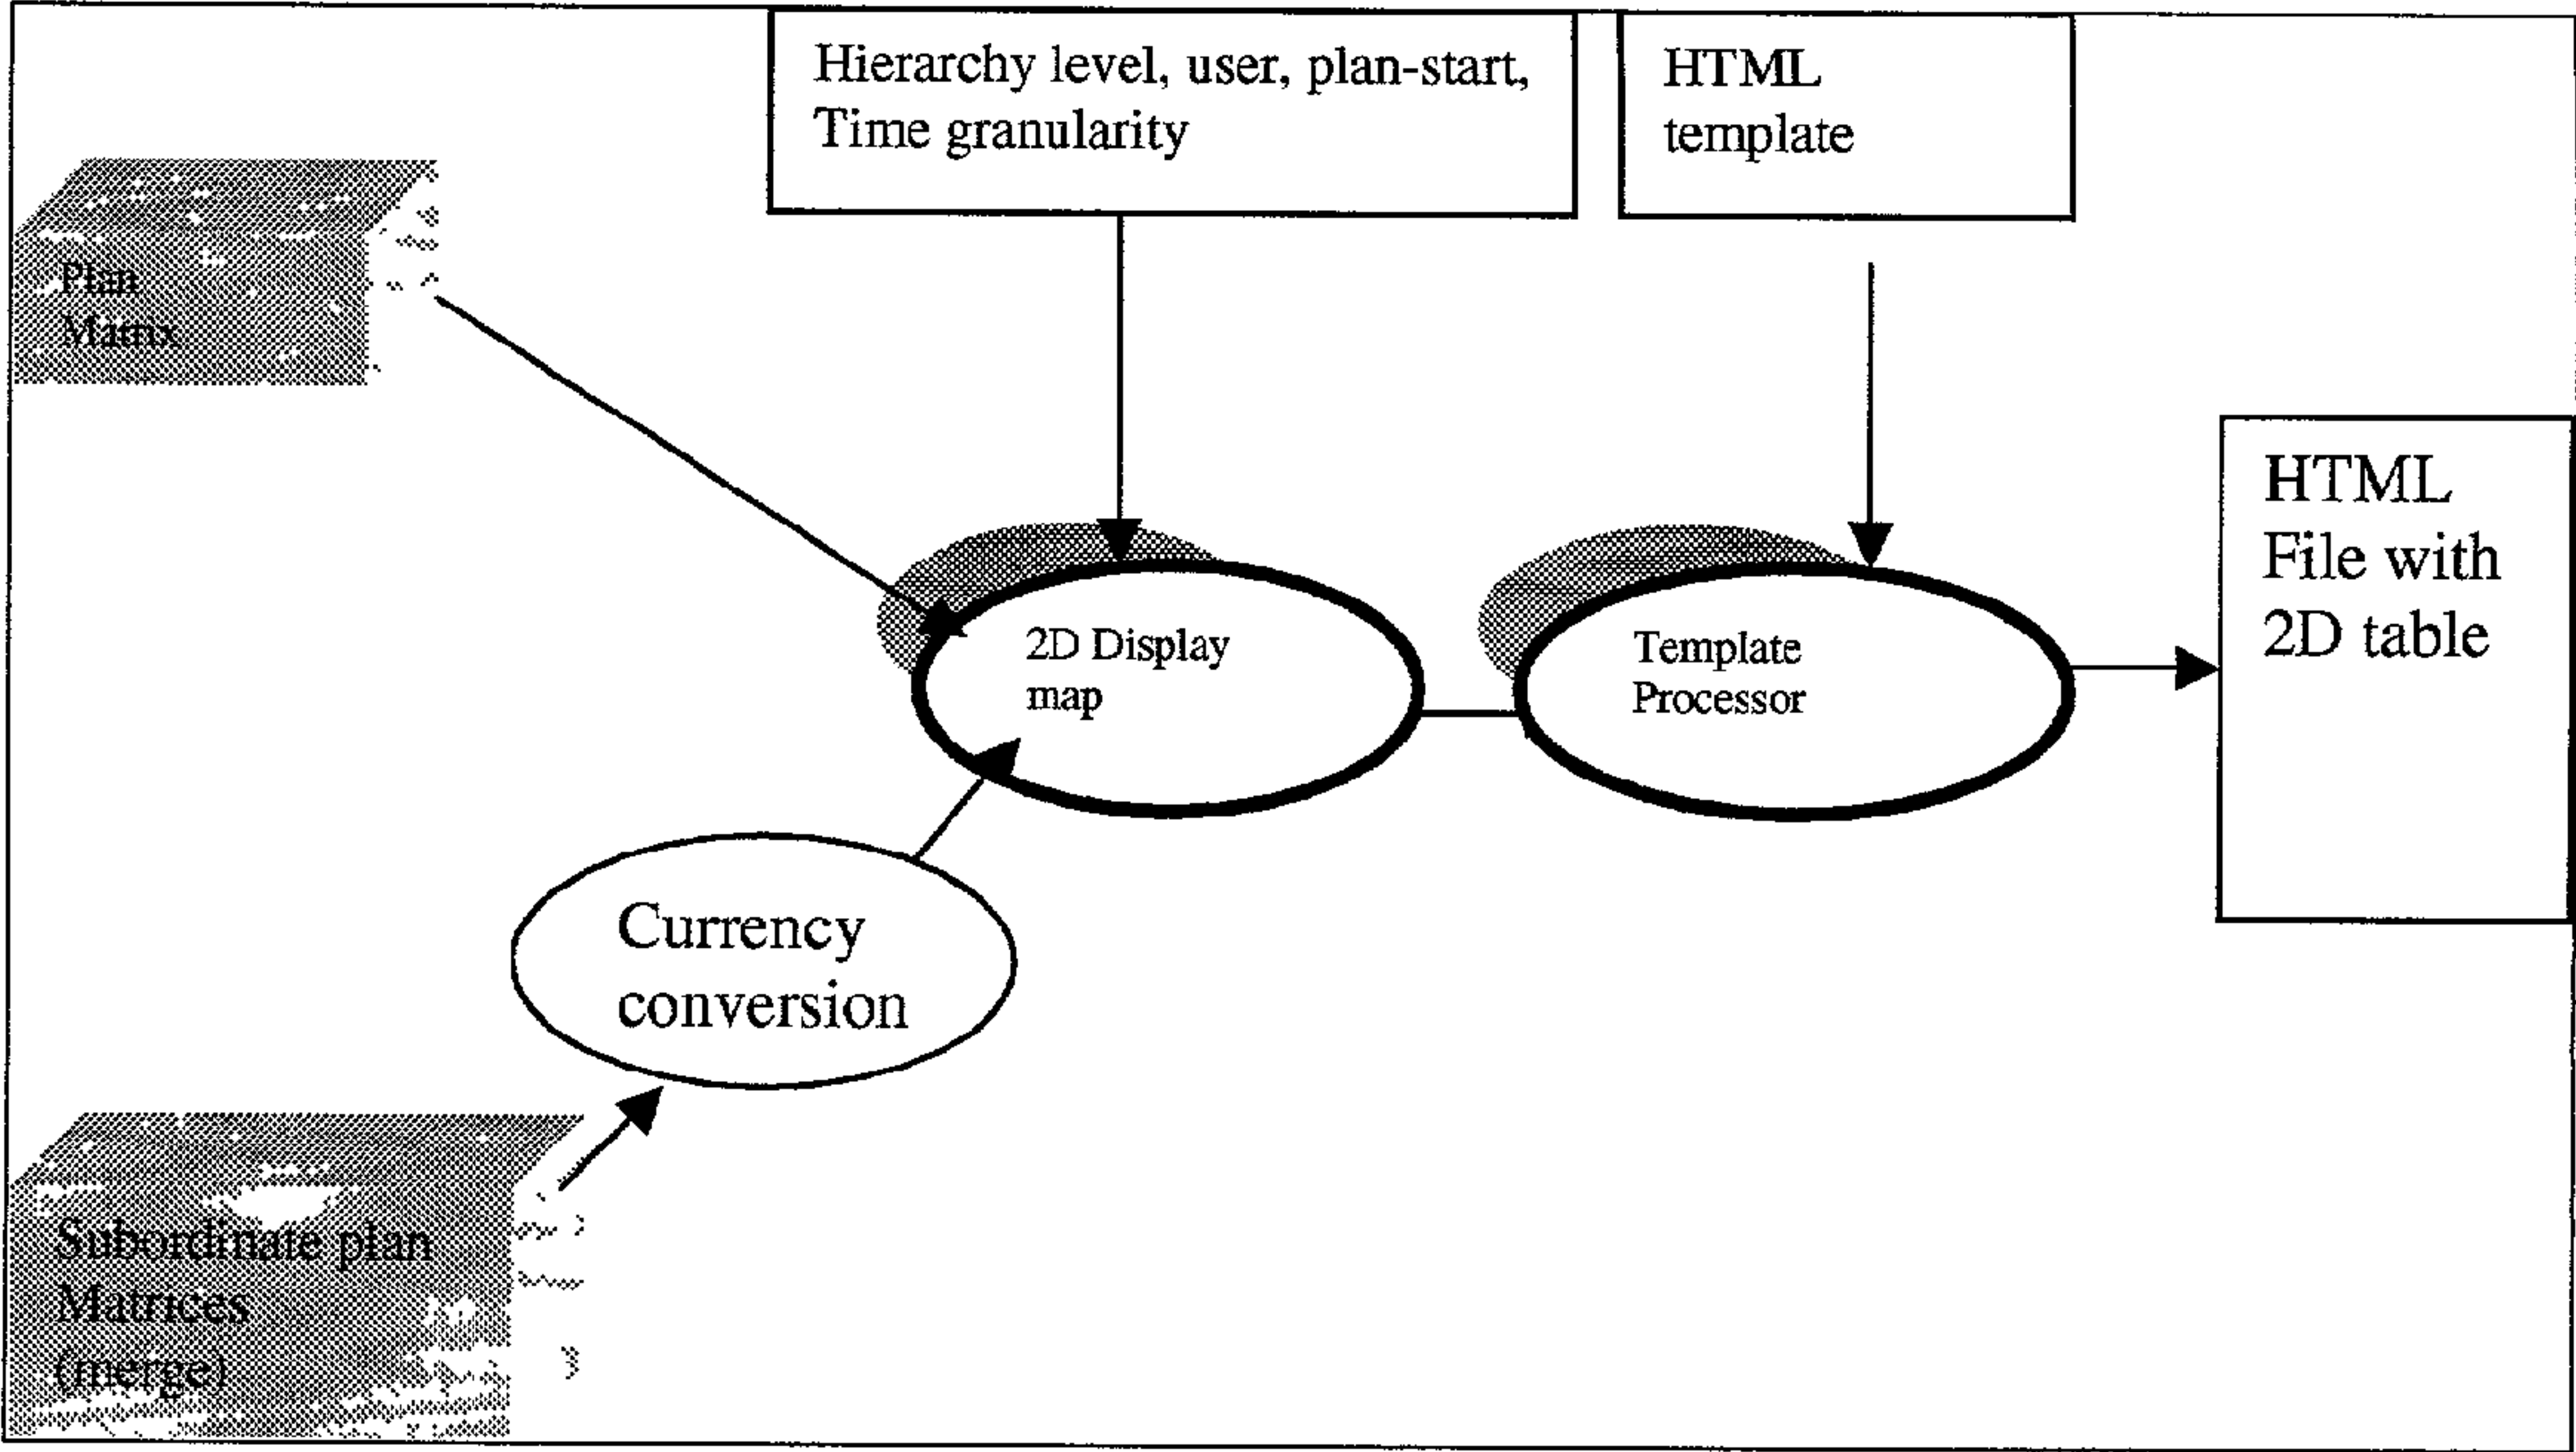 Hierarchy level, user, plan-start,
Time granularity
HTML
template
Plan
Matrix
HTML
File with
2D table
2D Display
map
Template
Processor
Currency
conversion
Subordinate plan
Matrices
(merge)